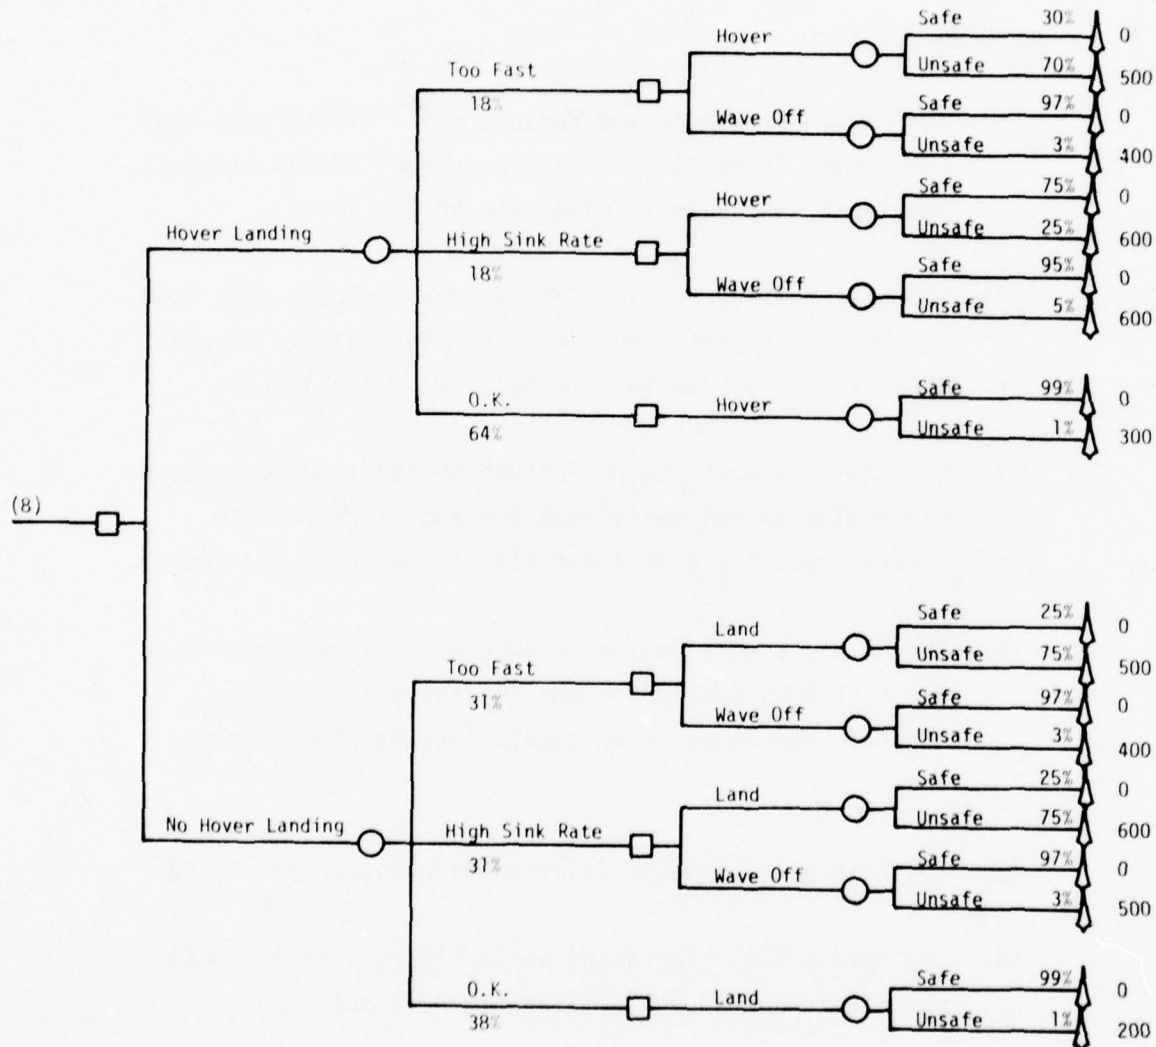 Safe 30% 0
Hover
Unsafe 70% 500
Too Fast
18%
Safe 97% 0
Wave Off
Unsafe 3% 400
Safe 75% 0
Hover
Unsafe 25% 600
Hover Landing
High Sink Rate
18%
Safe 95% 0
Wave Off
Unsafe 5% 600
O.K.
64%
Hover
Safe 99% 0
Unsafe 1% 300
(8)
Safe 25% 0
Land
Unsafe 75% 500
Too Fast
31%
Safe 97% 0
Wave Off
Unsafe 3% 400
Safe 25% 0
Land
Unsafe 75% 600
No Hover Landing
High Sink Rate
31%
Safe 97% 0
Wave Off
Unsafe 3% 500
O.K.
38%
Land
Safe 99% 0
Unsafe 1% 200